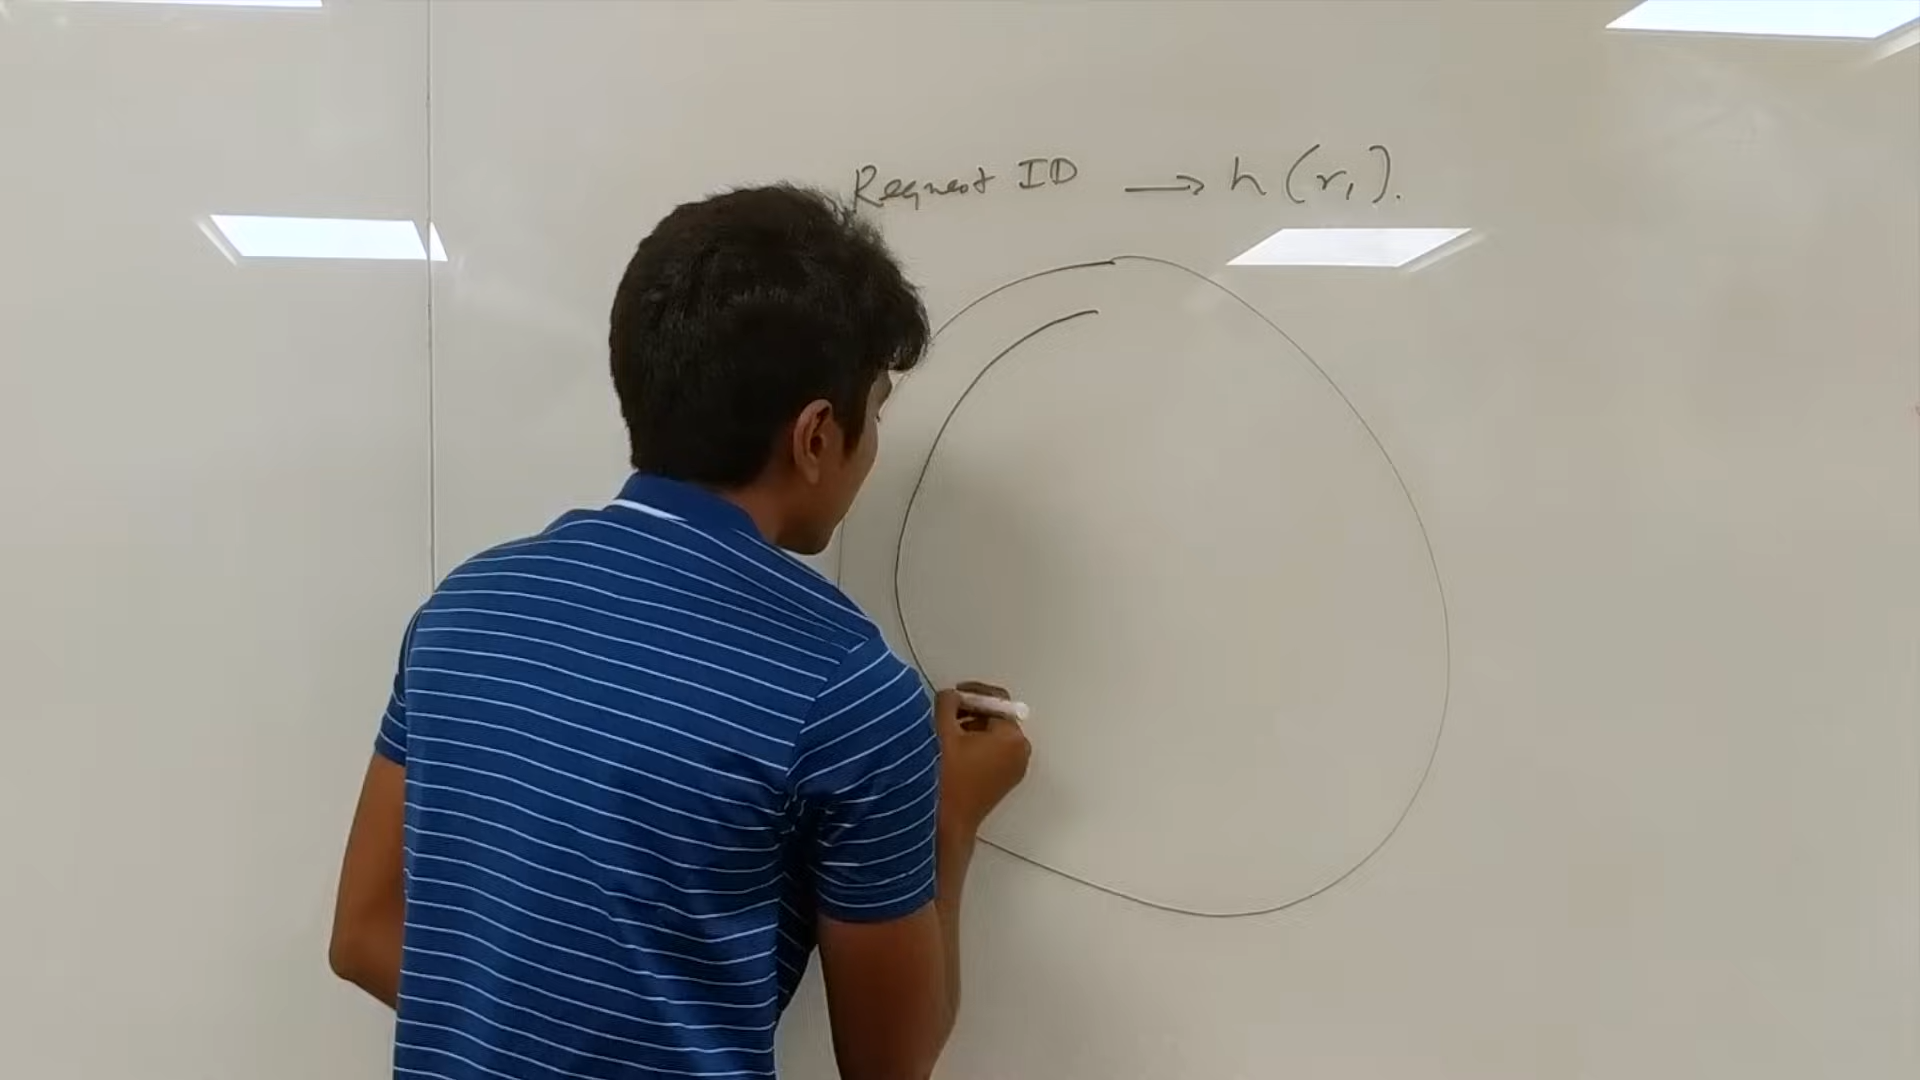 Request ID → h(r₁).